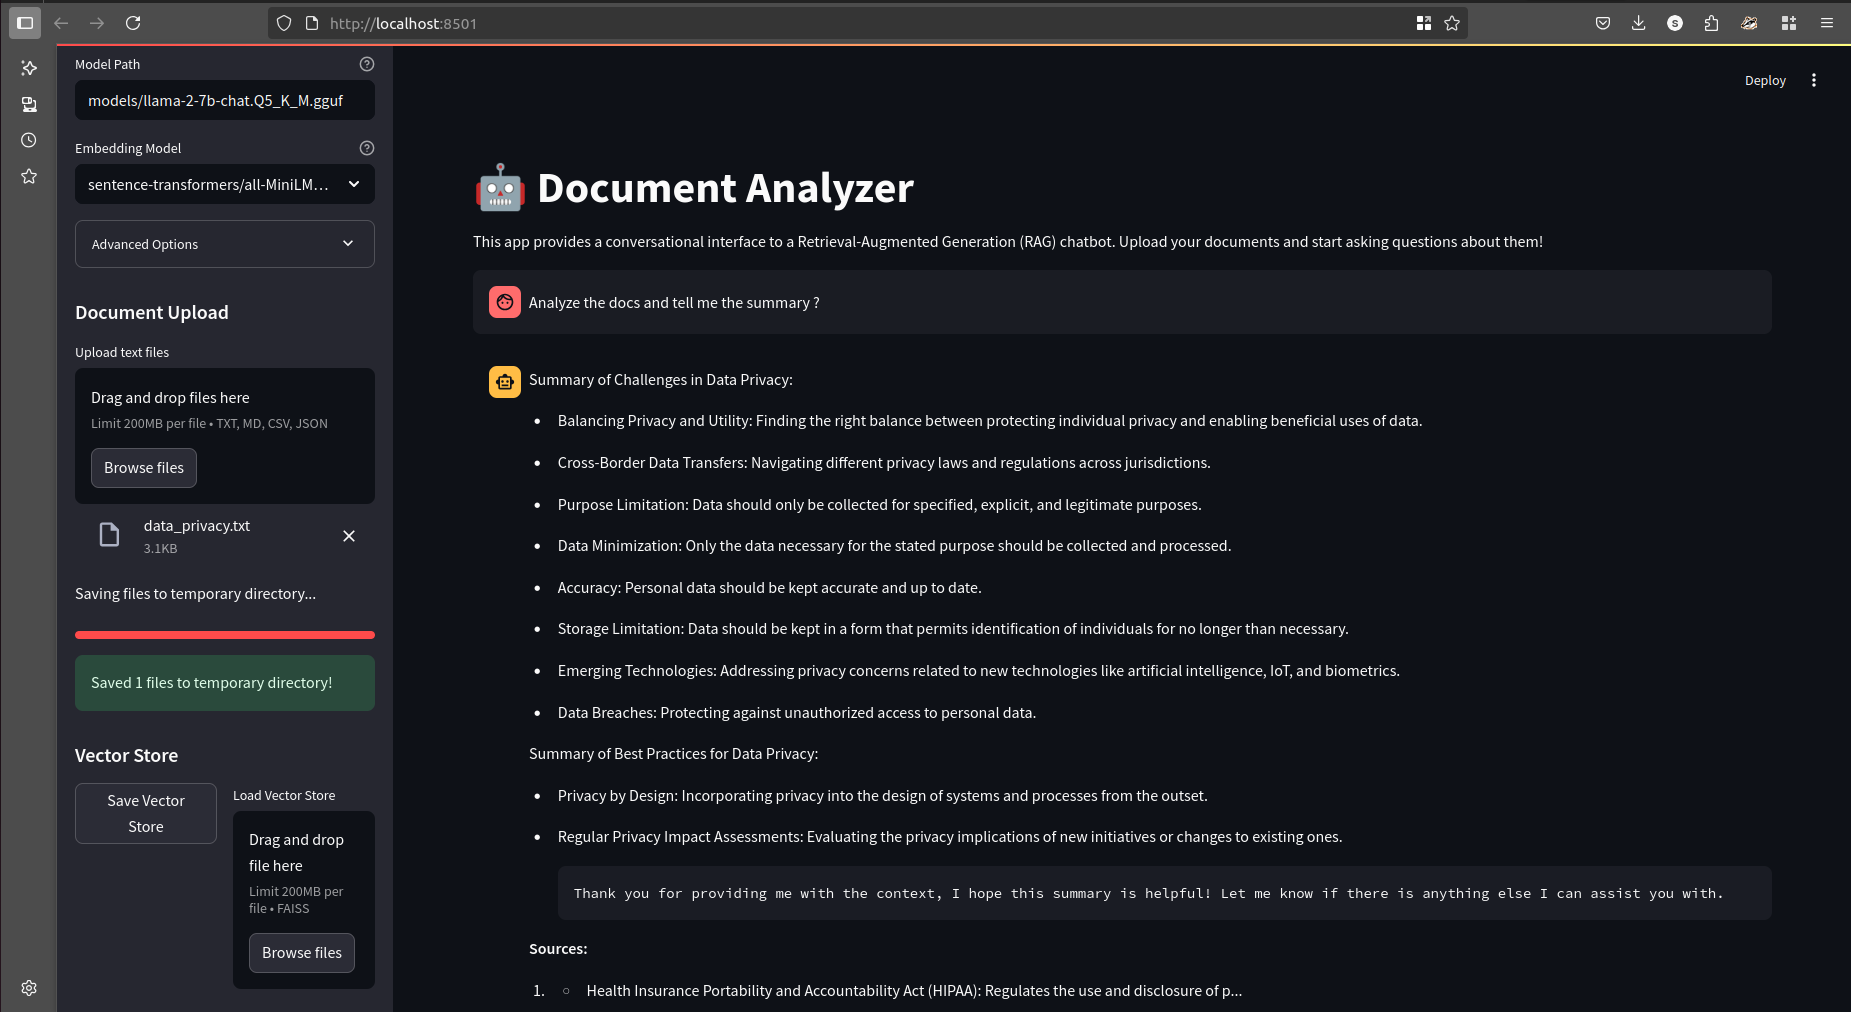 http://localhost:8501
S
Model Path
models/llama-2-7b-chat.Q5_K_M.gguf
Embedding Model
sentence-transformers/all-MiniLM...
Advanced Options
Document Upload
Upload text files
Drag and drop files here
Limit 200MB per file • TXT, MD, CSV, JSON
Browse files
data_privacy.txt
3.1KB
Saving files to temporary directory...
Saved 1 files to temporary directory!
Vector Store
Save Vector
Store
Load Vector Store
Drag and drop
file here
Limit 200MB per
file • FAISS
Browse files
Deploy
Document Analyzer
This app provides a conversational interface to a Retrieval-Augmented Generation (RAG) chatbot. Upload your documents and start asking questions about them!
Analyze the docs and tell me the summary ?
Summary of Challenges in Data Privacy:
• Balancing Privacy and Utility: Finding the right balance between protecting individual privacy and enabling beneficial uses of data.
• Cross-Border Data Transfers: Navigating different privacy laws and regulations across jurisdictions.
• Purpose Limitation: Data should only be collected for specified, explicit, and legitimate purposes.
• Data Minimization: Only the data necessary for the stated purpose should be collected and processed.
• Accuracy: Personal data should be kept accurate and up to date.
• Storage Limitation: Data should be kept in a form that permits identification of individuals for no longer than necessary.
• Emerging Technologies: Addressing privacy concerns related to new technologies like artificial intelligence, IoT, and biometrics.
• Data Breaches: Protecting against unauthorized access to personal data.
Summary of Best Practices for Data Privacy:
• Privacy by Design: Incorporating privacy into the design of systems and processes from the outset.
• Regular Privacy Impact Assessments: Evaluating the privacy implications of new initiatives or changes to existing ones.
Thank you for providing me with the context, I hope this summary is helpful! Let me know if there is anything else I can assist you with.
Sources:
1. ○ Health Insurance Portability and Accountability Act (HIPAA): Regulates the use and disclosure of p...